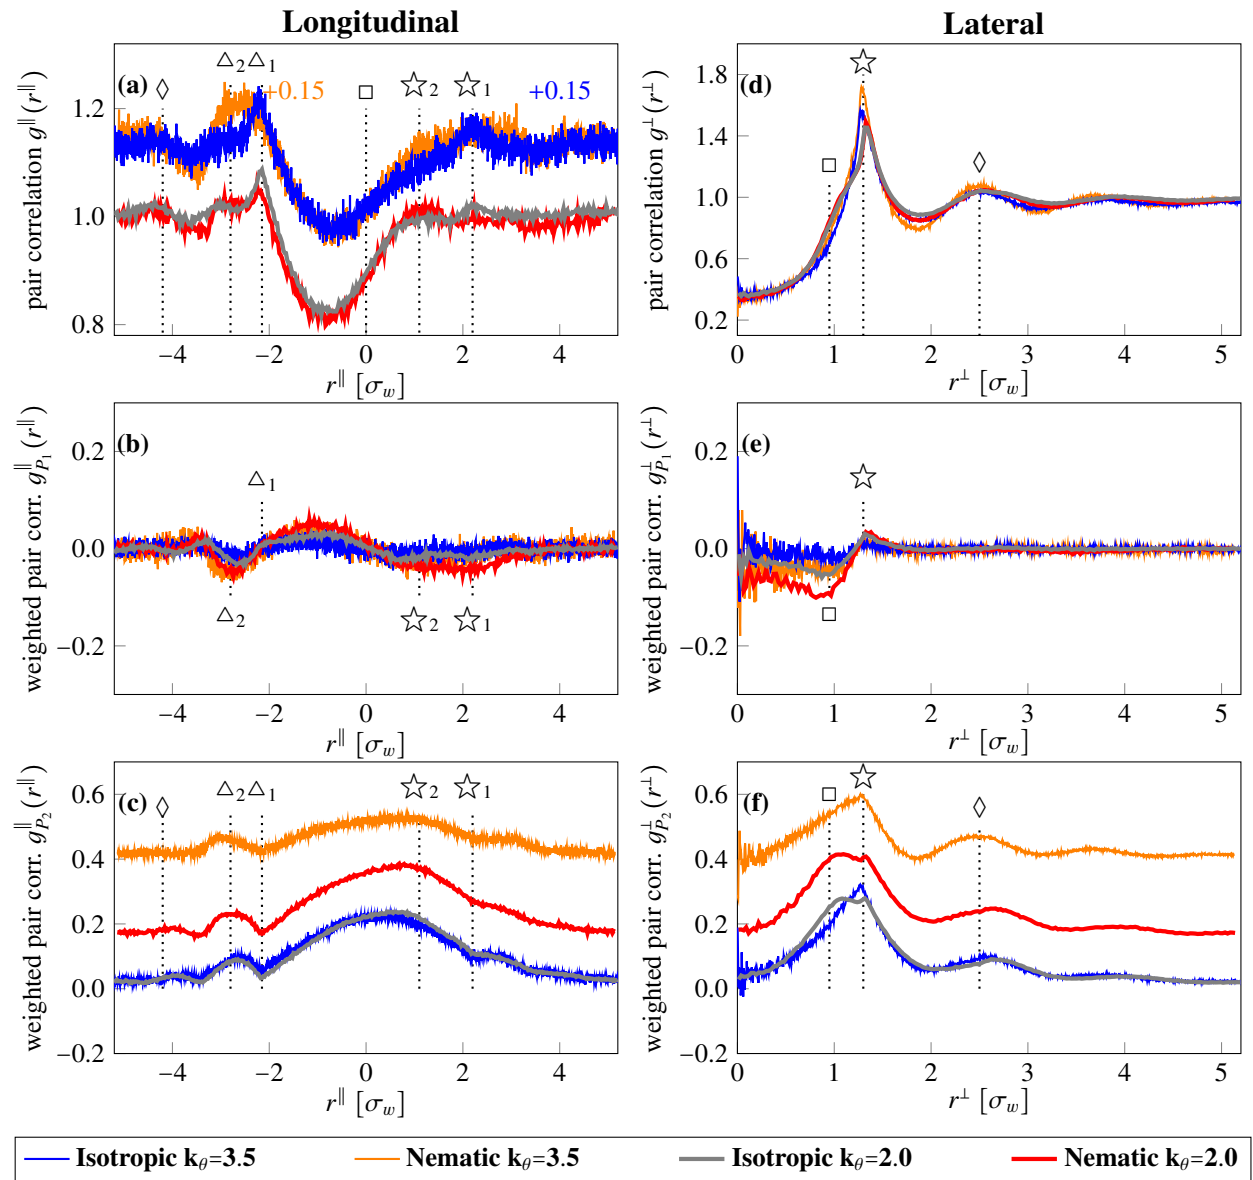 Longitudinal
Lateral
(a)
△2 △1
◊
+0.15
□
☆2 ☆1
+0.15
pair correlation g∥(r∥)
1.2
1.0
0.8
−4 −2 0 2 4
r∥ [σw]
(d)
☆
□
◊
pair correlation g⊥(r⊥)
1.8
1.4
1.0
0.6
0.2
0 1 2 3 4 5
r⊥ [σw]
(b)
△1
△2
☆2 ☆1
weighted pair corr. g∥P1(r∥)
0.2
0.0
−0.2
−4 −2 0 2 4
r∥ [σw]
(e)
☆
□
weighted pair corr. g⊥P1(r⊥)
0.2
0.0
−0.2
0 1 2 3 4 5
r⊥ [σw]
(c)
◊
△2 △1
☆2 ☆1
weighted pair corr. g∥P2(r∥)
0.6
0.4
0.2
0.0
−0.2
−4 −2 0 2 4
r∥ [σw]
(f)
□
☆
◊
weighted pair corr. g⊥P2(r⊥)
0.6
0.4
0.2
0.0
−0.2
0 1 2 3 4 5
r⊥ [σw]
Isotropic kθ=3.5
Nematic kθ=3.5
Isotropic kθ=2.0
Nematic kθ=2.0